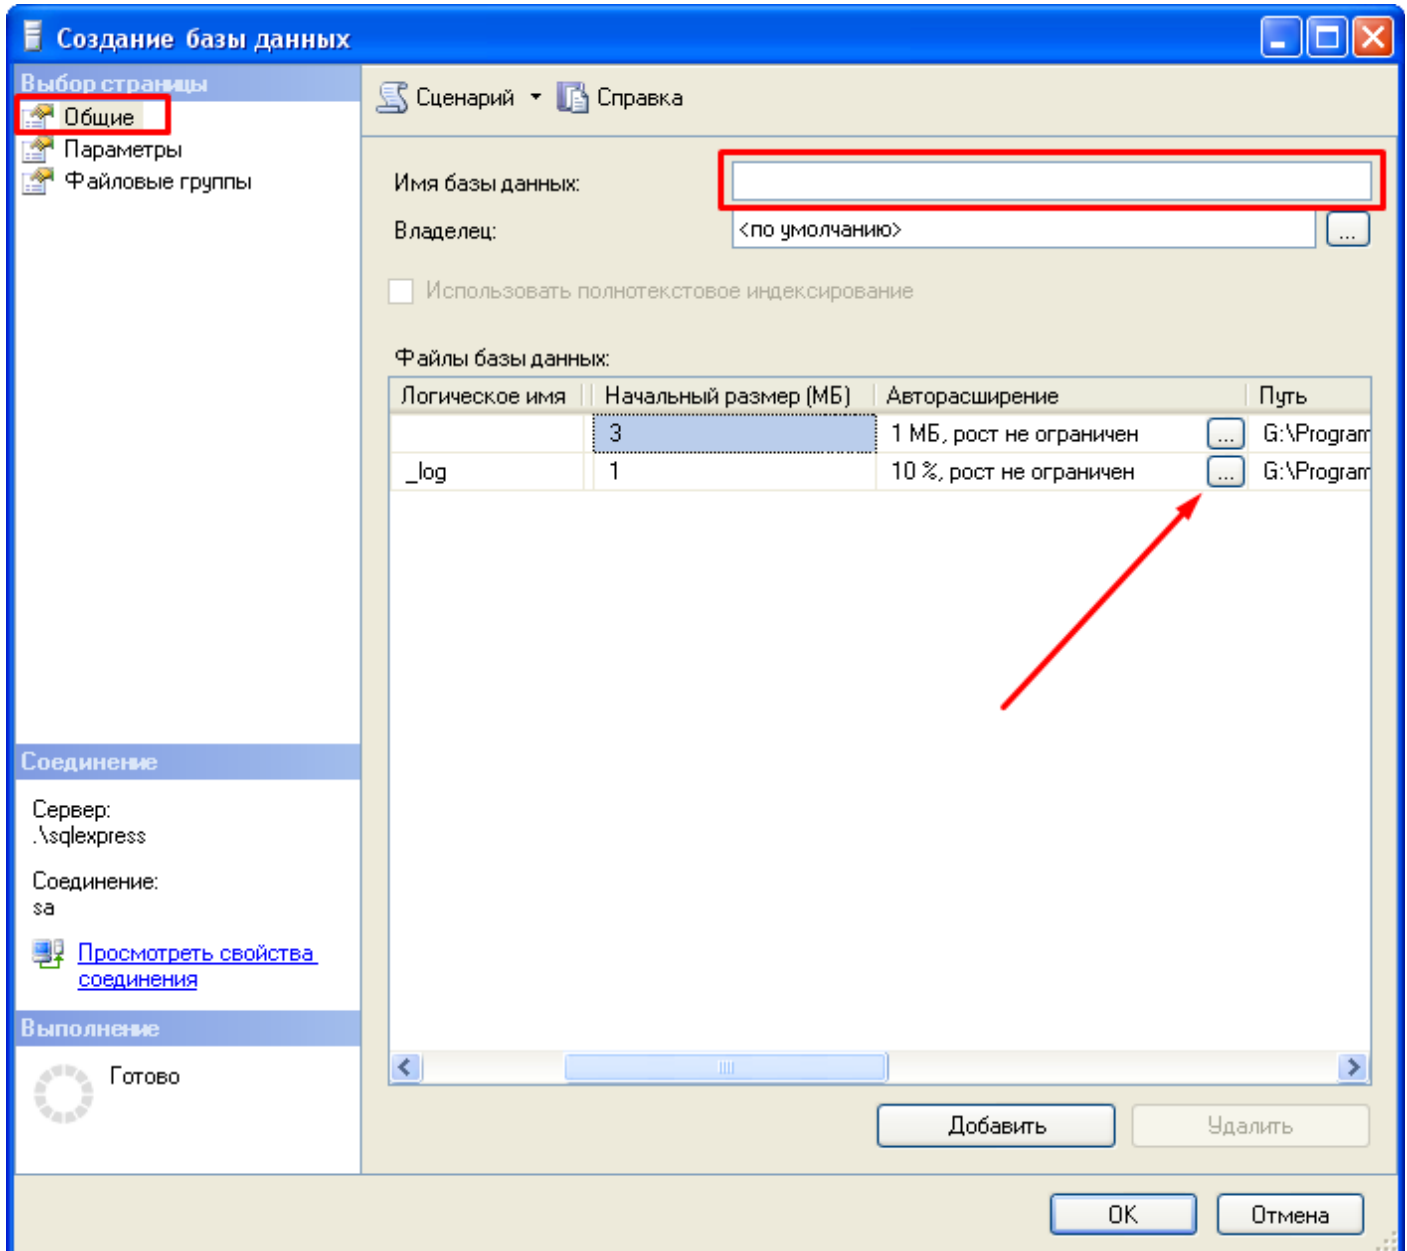 Создание базы данных
Выбор страницы
Общие
Параметры
Файловые группы
Сценарий
Справка
Имя базы данных:
Владелец:
<по умолчанию>
...
Использовать полнотекстовое индексирование
Файлы базы данных:
Логическое имя Начальный размер (МБ) Авторасширение Путь
3 1 МБ, рост не ограничен ... G:\Program
_log 1 10 %, рост не ограничен ... G:\Program
Соединение
Сервер:
.\sqlexpress
Соединение:
sa
Просмотреть свойства
соединения
Выполнение
Готово
Добавить
Удалить
OK
Отмена